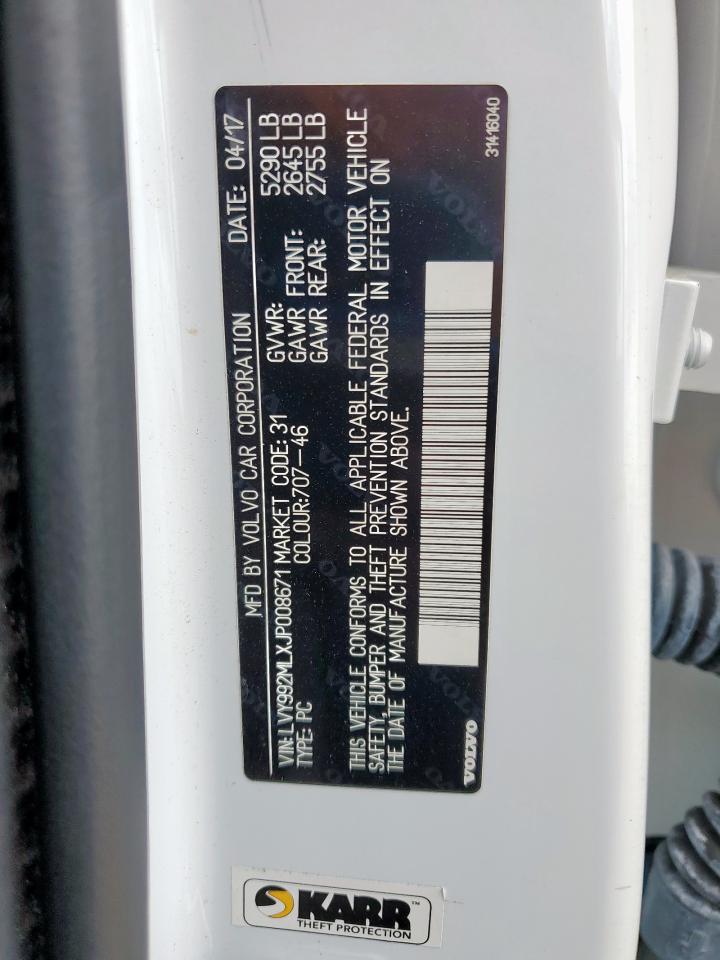 MFD BY VOLVO CAR CORPORATION DATE: 04/17
VIN:LVY992MLXJP008671 MARKET CODE: 31 GVWR: 5290 LB
TYPE: PC COLOUR:707-46 GAWR FRONT: 2645 LB
GAWR REAR: 2755 LB
THIS VEHICLE CONFORMS TO ALL APPLICABLE FEDERAL MOTOR VEHICLE
SAFETY, BUMPER AND THEFT PREVENTION STANDARDS IN EFFECT ON
THE DATE OF MANUFACTURE SHOWN ABOVE.
VOLVO 31416040
KARR™
THEFT PROTECTION